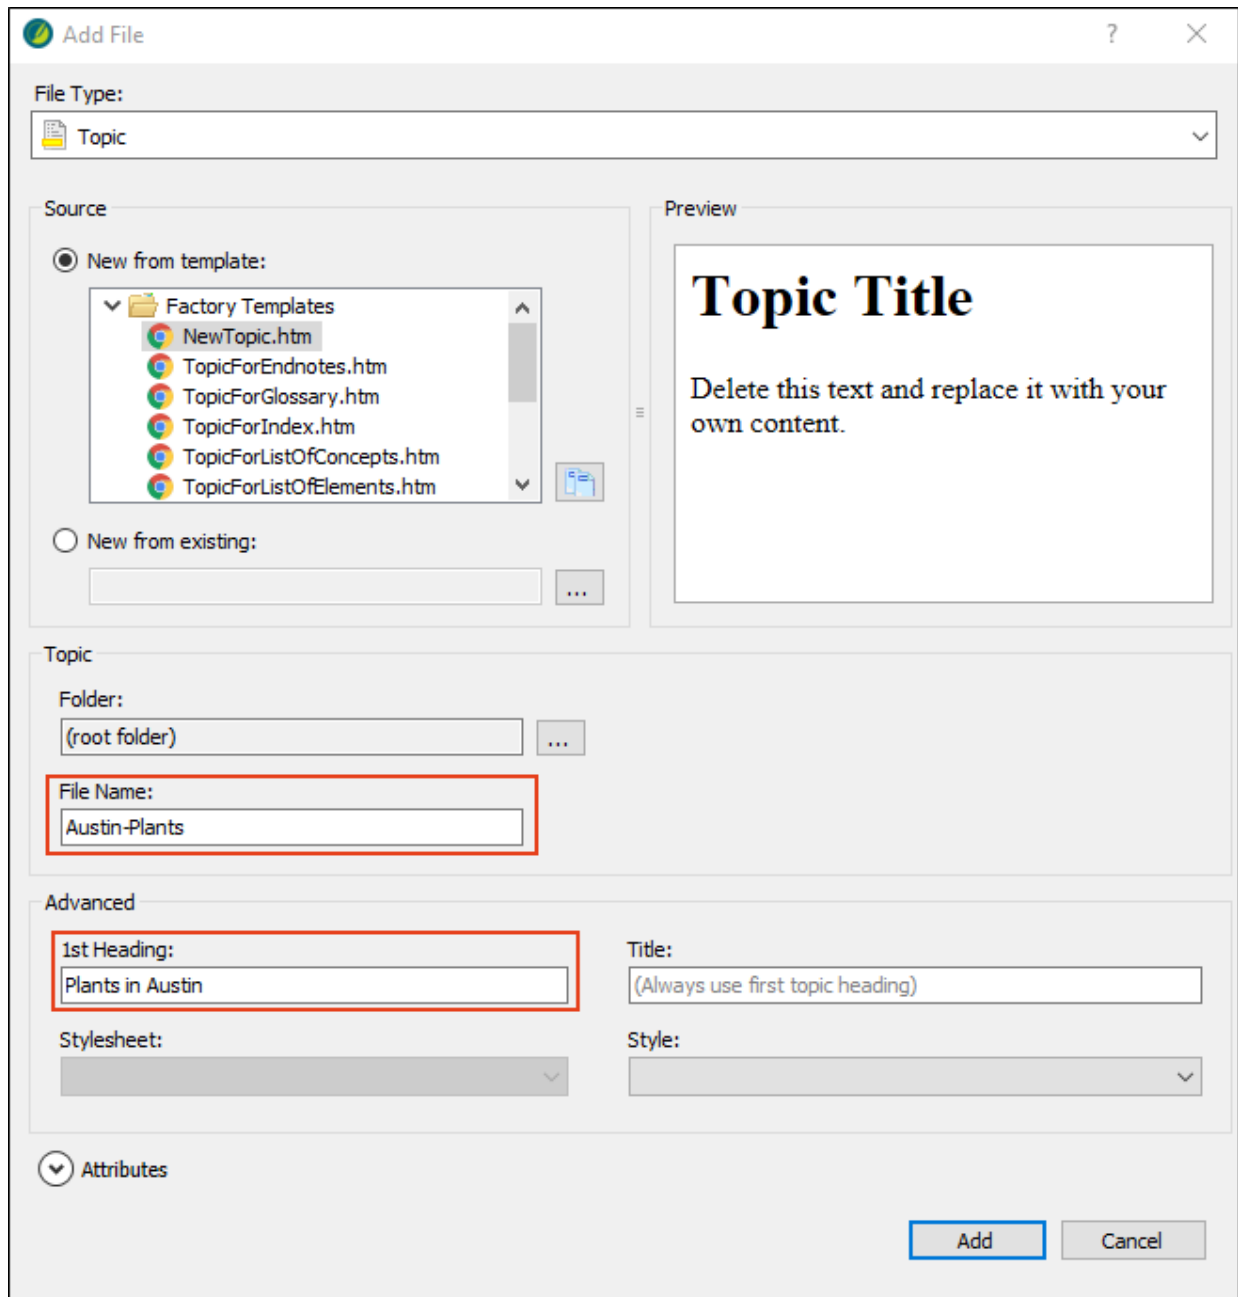 Add File
File Type:
Topic
Source
New from template:
Factory Templates
NewTopic.htm
TopicForEndnotes.htm
TopicForGlossary.htm
TopicForIndex.htm
TopicForListOfConcepts.htm
TopicForListOfElements.htm
New from existing:
...
Preview
Topic Title
Delete this text and replace it with your
own content.
Topic
Folder:
(root folder)
...
File Name:
Austin-Plants
Advanced
1st Heading:
Plants in Austin
Title:
(Always use first topic heading)
Stylesheet:
Style:
Attributes
Add
Cancel